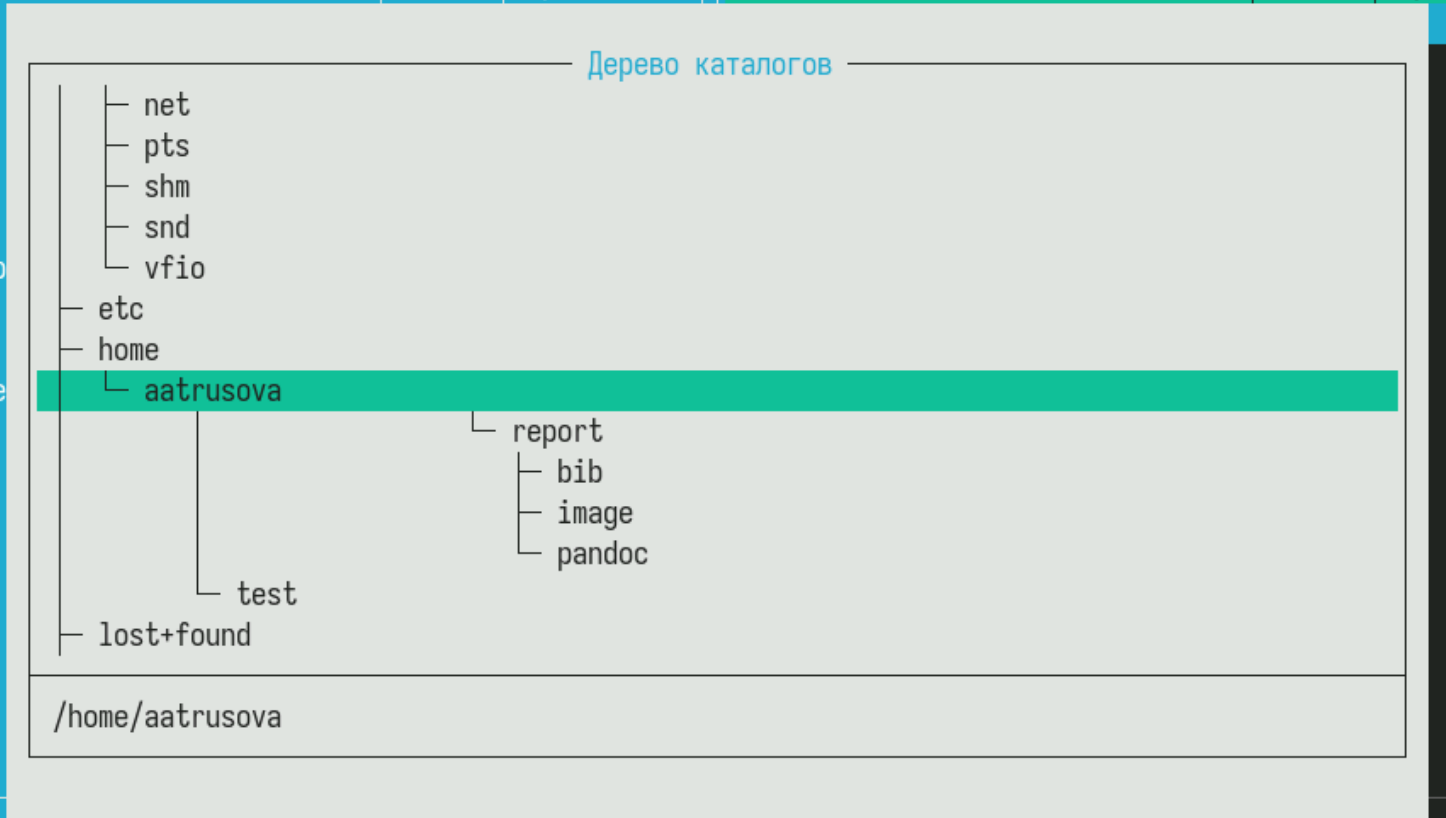 Дерево каталогов
net
pts
shm
snd
vfio
etc
home
aatrusova
report
bib
image
pandoc
test
lost+found
/home/aatrusova